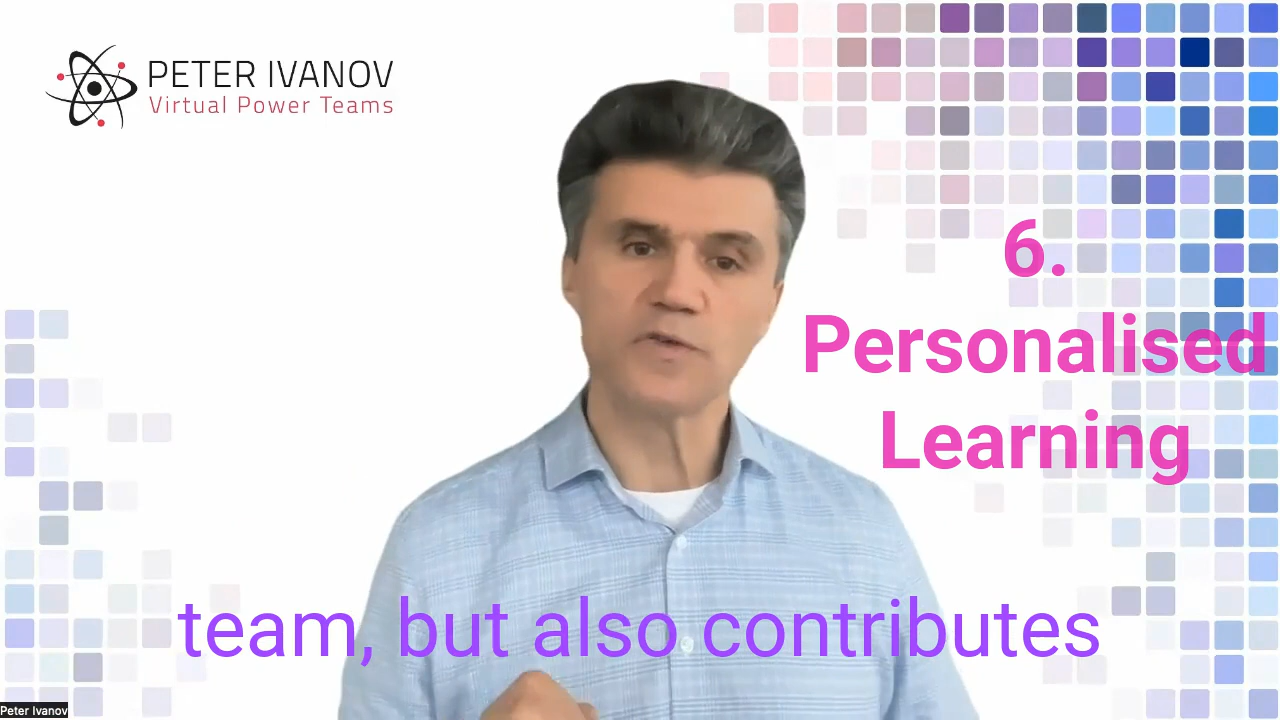 PETER IVANOV
Virtual Power Teams
6.
Personalised
Learning
team, but also contributes
Peter Ivanov